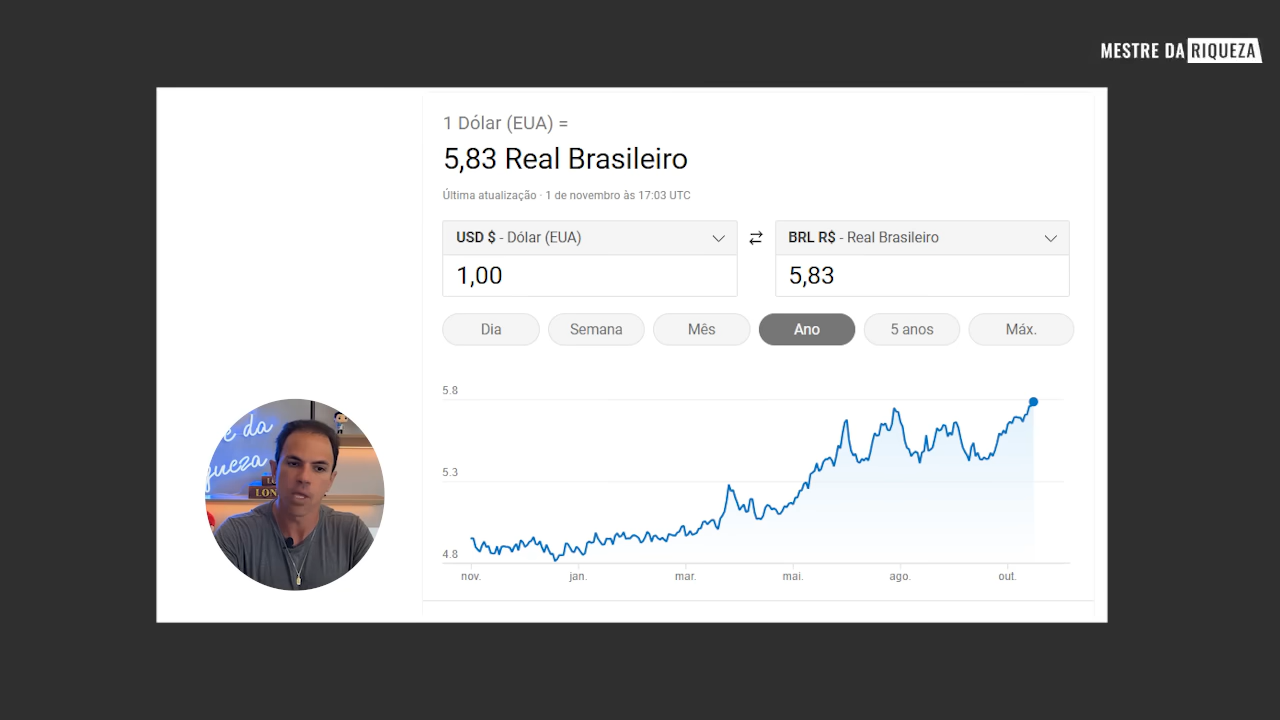 MESTRE DA RIQUEZA
1 Dólar (EUA) =
5,83 Real Brasileiro
Última atualização · 1 de novembro às 17:03 UTC
USD $ - Dólar (EUA)
BRL R$ - Real Brasileiro
1,00
5,83
Dia
Semana
Mês
Ano
5 anos
Máx.
5.8
5.3
4.8
nov.
jan.
mar.
mai.
ago.
out.
da
LON